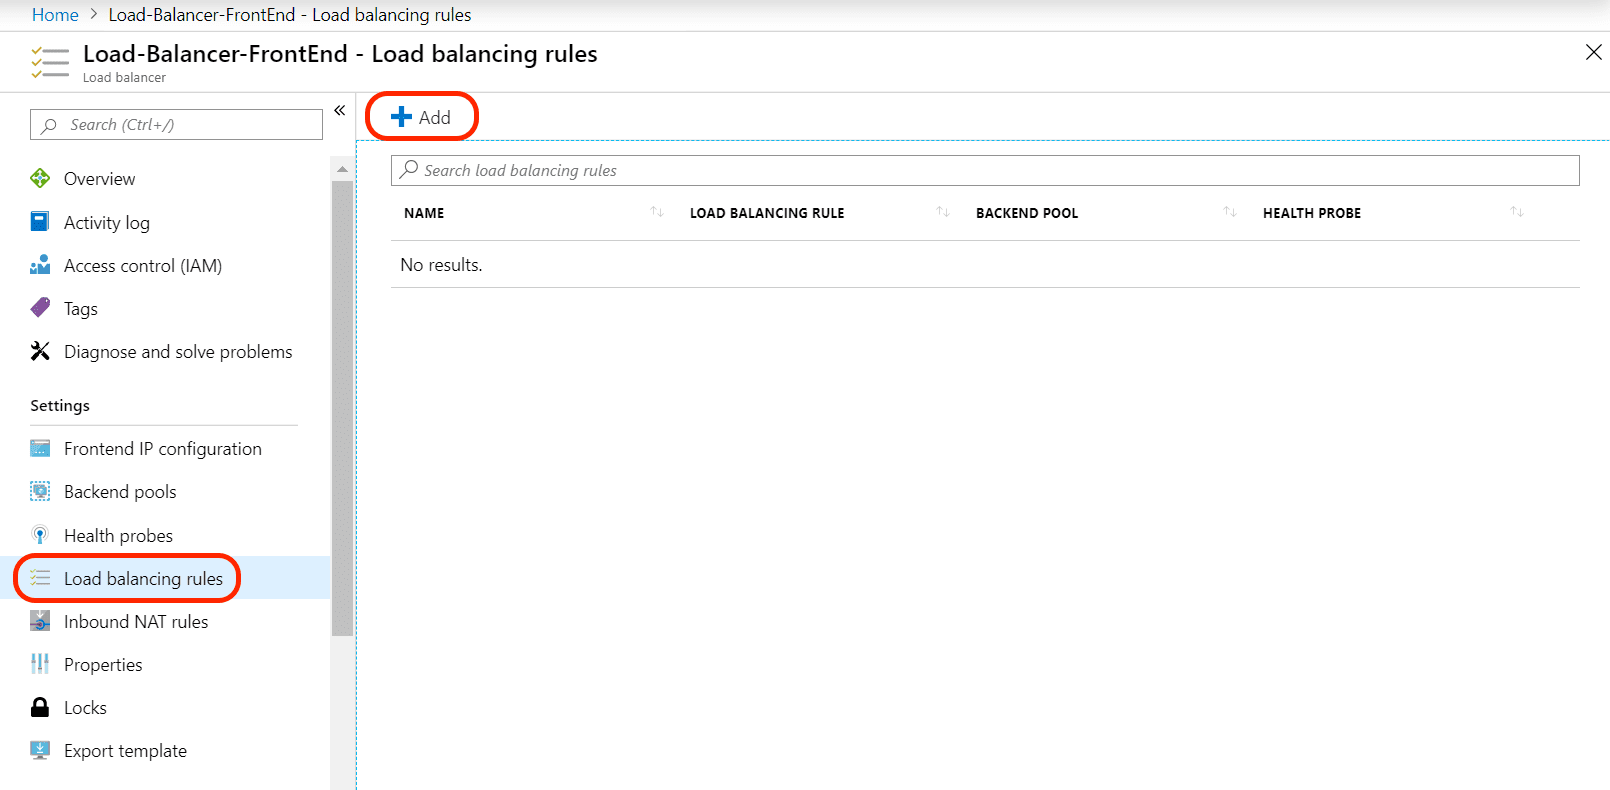 Home > Load-Balancer-FrontEnd - Load balancing rules
Load-Balancer-FrontEnd - Load balancing rules
Load balancer
Search (Ctrl+/)
«
Add
Search load balancing rules
NAME LOAD BALANCING RULE BACKEND POOL HEALTH PROBE
No results.
Overview
Activity log
Access control (IAM)
Tags
Diagnose and solve problems
Settings
Frontend IP configuration
Backend pools
Health probes
Load balancing rules
Inbound NAT rules
Properties
Locks
Export template